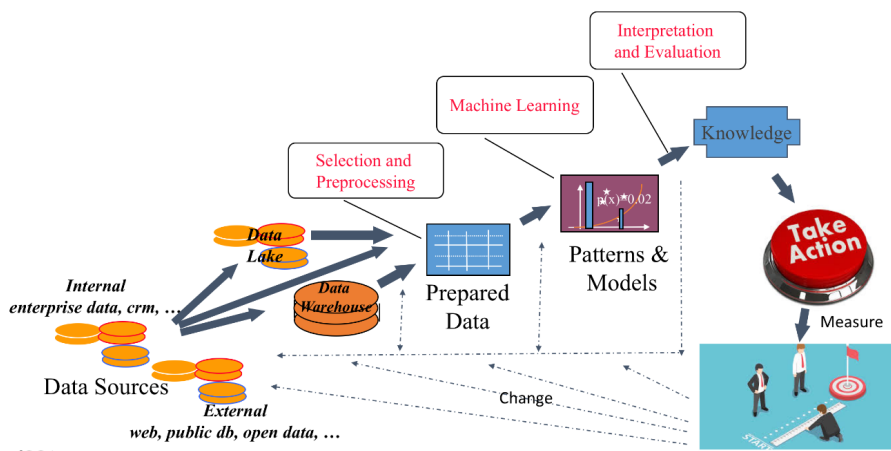 Interpretation
and Evaluation
Machine Learning
Knowledge
Selection and
Preprocessing
p(x)=0.02
Take
Action
Data
Lake
Patterns &
Models
Internal
enterprise data, crm, …
Data
Warehouse
Prepared
Data
Measure
Data Sources
Change
External
web, public db, open data, …
START